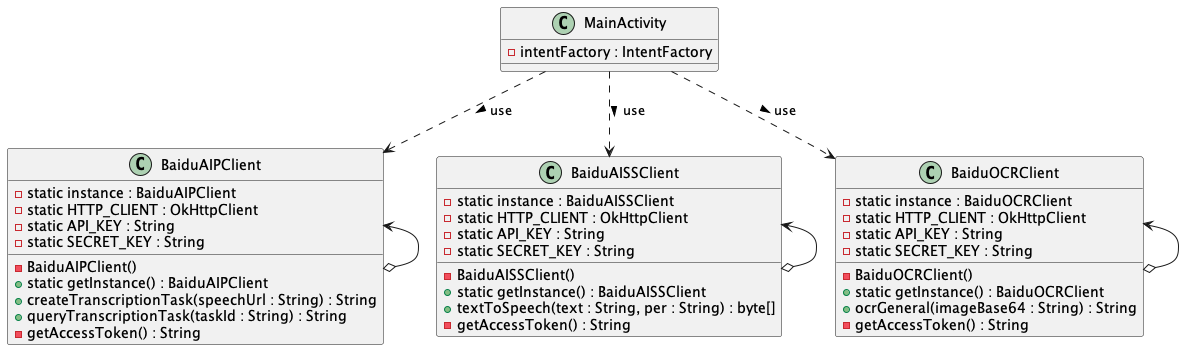 C MainActivity
intentFactory : IntentFactory
use
use
use
C BaiduAIPClient
static instance : BaiduAIPClient
static HTTP_CLIENT : OkHttpClient
static API_KEY : String
static SECRET_KEY : String
BaiduAIPClient()
static getInstance() : BaiduAIPClient
createTranscriptionTask(speechUrl : String) : String
queryTranscriptionTask(taskId : String) : String
getAccessToken() : String
C BaiduAISSClient
static instance : BaiduAISSClient
static HTTP_CLIENT : OkHttpClient
static API_KEY : String
static SECRET_KEY : String
BaiduAISSClient()
static getInstance() : BaiduAISSClient
textToSpeech(text : String, per : String) : byte[]
getAccessToken() : String
C BaiduOCRClient
static instance : BaiduOCRClient
static HTTP_CLIENT : OkHttpClient
static API_KEY : String
static SECRET_KEY : String
BaiduOCRClient()
static getInstance() : BaiduOCRClient
ocrGeneral(imageBase64 : String) : String
getAccessToken() : String